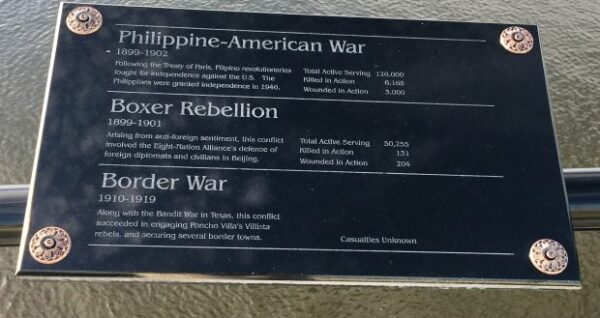 Philippine-American War
1899-1902
Following the Treaty of Paris, Filipino revolutionaries
fought for independence against the U.S. The
Philippines were granted independence in 1946.
Total Active Serving 126,000
Killed in Action 6,165
Wounded in Action 3,000
Boxer Rebellion
1899-1901
Arising from anti-foreign sentiment, this conflict
involved the Eight-Nation Alliance's defense of
foreign diplomats and civilians in Beijing.
Total Active Serving 50,255
Killed in Action 131
Wounded in Action 204
Border War
1910-1919
Along with the Bandit War in Texas, this conflict
succeeded in engaging Poncho Villa's Villista
rebels, and securing several border towns.
Casualties Unknown